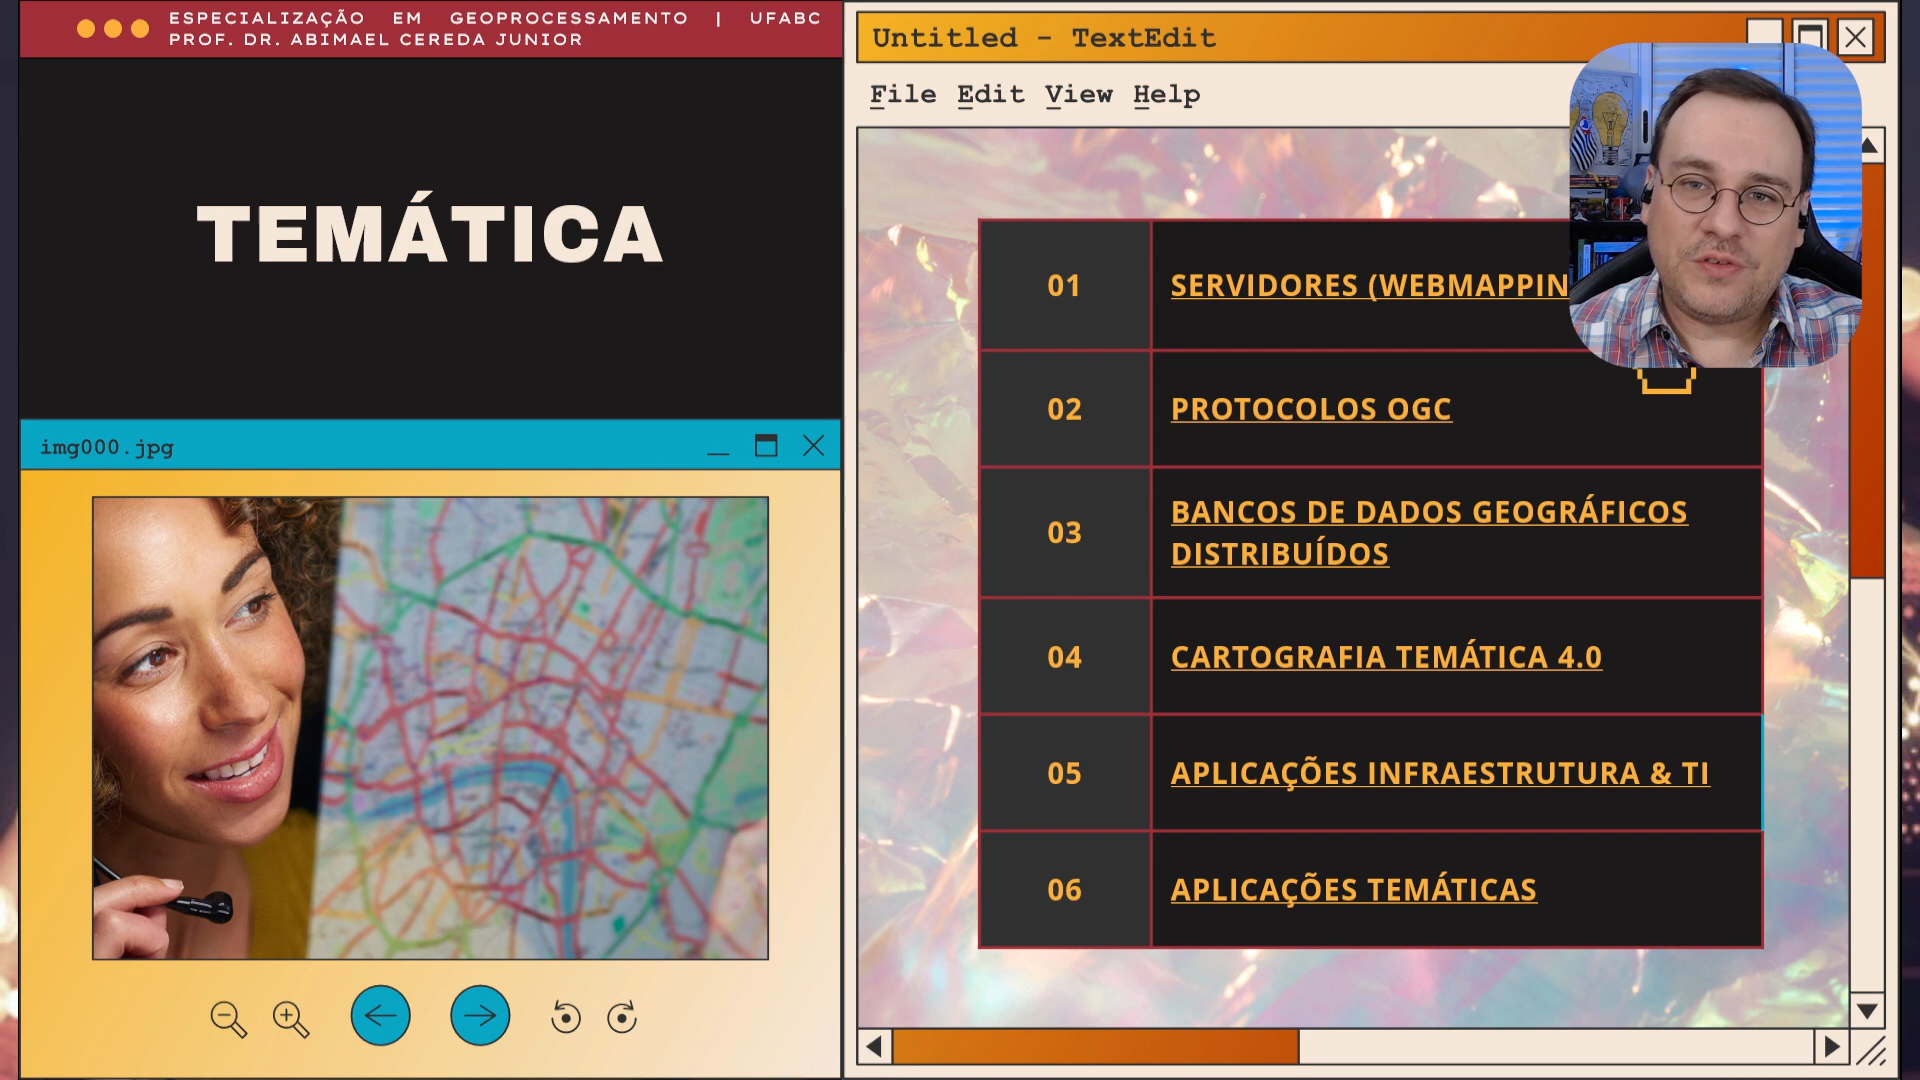 ESPECIALIZAÇÃO EM GEOPROCESSAMENTO | UFABC
PROF. DR. ABIMAEL CEREDA JUNIOR
TEMÁTICA
img000.jpg
Untitled - TextEdit
File Edit View Help
01
SERVIDORES (WEBMAPPIN
02
PROTOCOLOS OGC
03
BANCOS DE DADOS GEOGRÁFICOS
DISTRIBUÍDOS
04
CARTOGRAFIA TEMÁTICA 4.0
05
APLICAÇÕES INFRAESTRUTURA & TI
06
APLICAÇÕES TEMÁTICAS